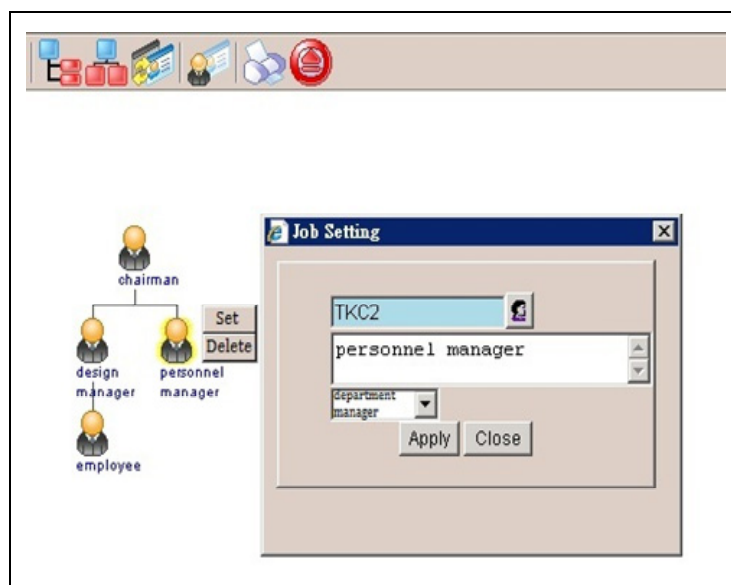 Job Setting
chairman
Set
Delete
design
manager
personnel
manager
employee
TKC2
personnel manager
department
manager
Apply
Close